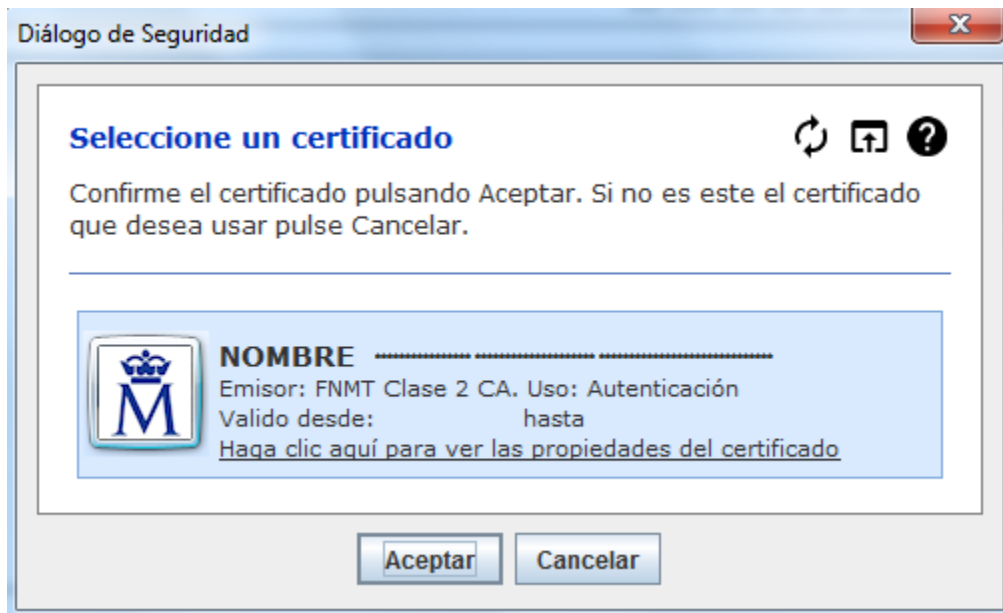 Diálogo de Seguridad
Seleccione un certificado
Confirme el certificado pulsando Aceptar. Si no es este el certificado
que desea usar pulse Cancelar.
NOMBRE
Emisor: FNMT Clase 2 CA. Uso: Autenticación
Valido desde: hasta
Haga clic aquí para ver las propiedades del certificado
Aceptar Cancelar